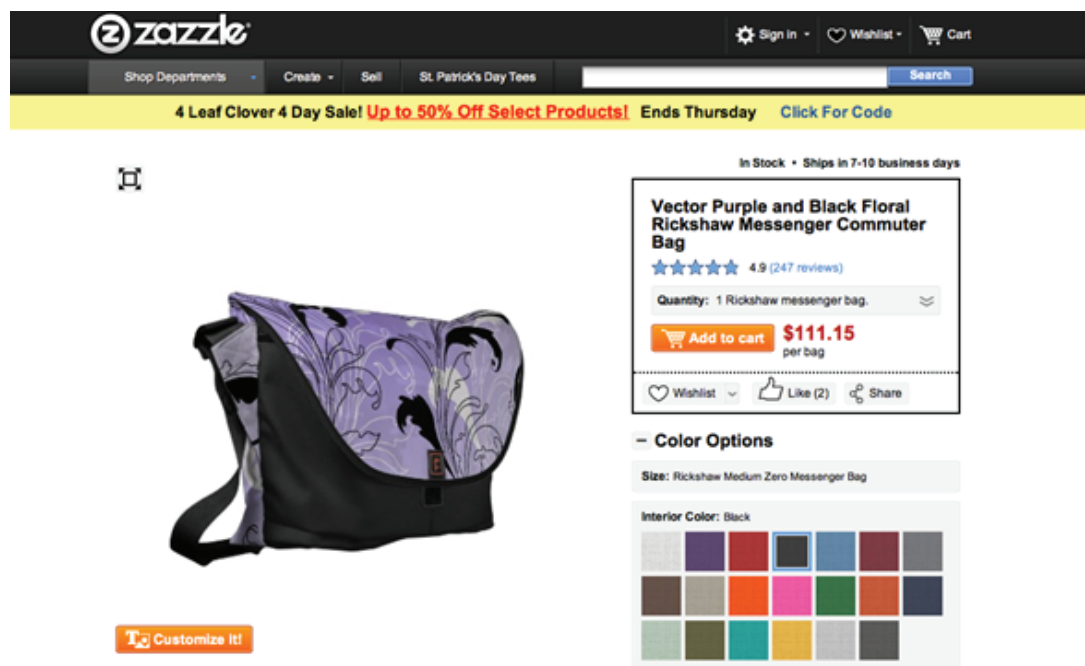 zazzle
Sign in
Wishlist
Cart
Shop Departments
Create
Sell
St. Patrick's Day Tees
Search
4 Leaf Clover 4 Day Sale! Up to 50% Off Select Products! Ends Thursday Click For Code
In Stock • Ships in 7-10 business days
Vector Purple and Black Floral
Rickshaw Messenger Commuter
Bag
4.9 (247 reviews)
Quantity: 1 Rickshaw messenger bag.
Add to cart
$111.15
per bag
Wishlist
Like (2)
Share
Color Options
Size: Rickshaw Medium Zero Messenger Bag
Interior Color: Black
Customize it!